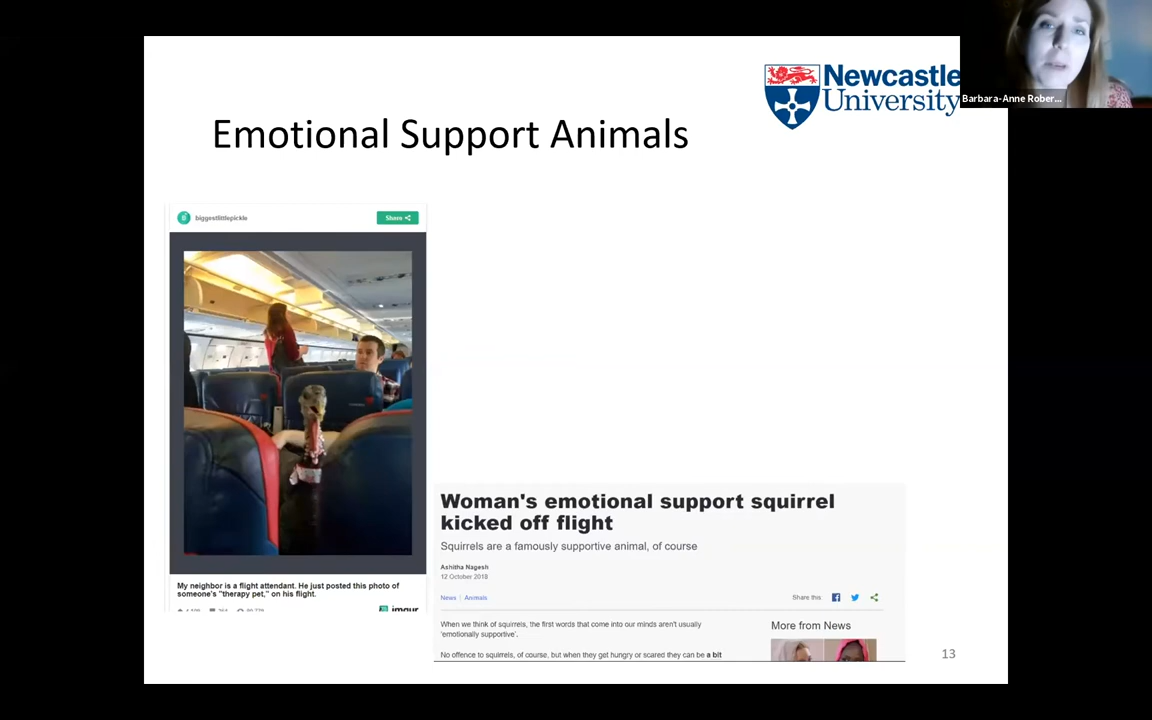 Newcastle
University
Barbara-Anne Rober...
Emotional Support Animals
biggestlittlepickle
Share
My neighbor is a flight attendant. He just posted this photo of
someone's "therapy pet," on his flight.
imgur
Woman's emotional support squirrel
kicked off flight
Squirrels are a famously supportive animal, of course
Ashitha Nagesh
12 October 2018
News | Animals
Share this
When we think of squirrels, the first words that come into our minds aren't usually
'emotionally supportive'.
No offence to squirrels, of course, but when they get hungry or scared they can be a bit
More from News
13